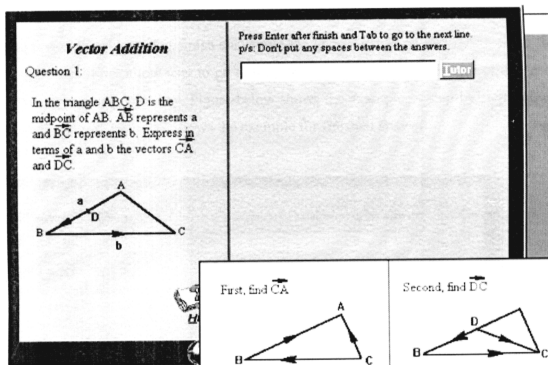 Vector Addition
Question 1:
In the triangle ABC, D is the
midpoint of AB. AB represents a
and BC represents b. Express in
terms of a and b the vectors CA
and DC.
A
a
D
B
C
b
Press Enter after finish and Tab to go to the next line.
p/s: Don't put any spaces between the answers.
Tutor
First, find CA
A
B
C
Second, find DC
D
B
C